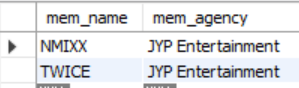 mem_name mem_agency
NMIXX JYP Entertainment
TWICE JYP Entertainment